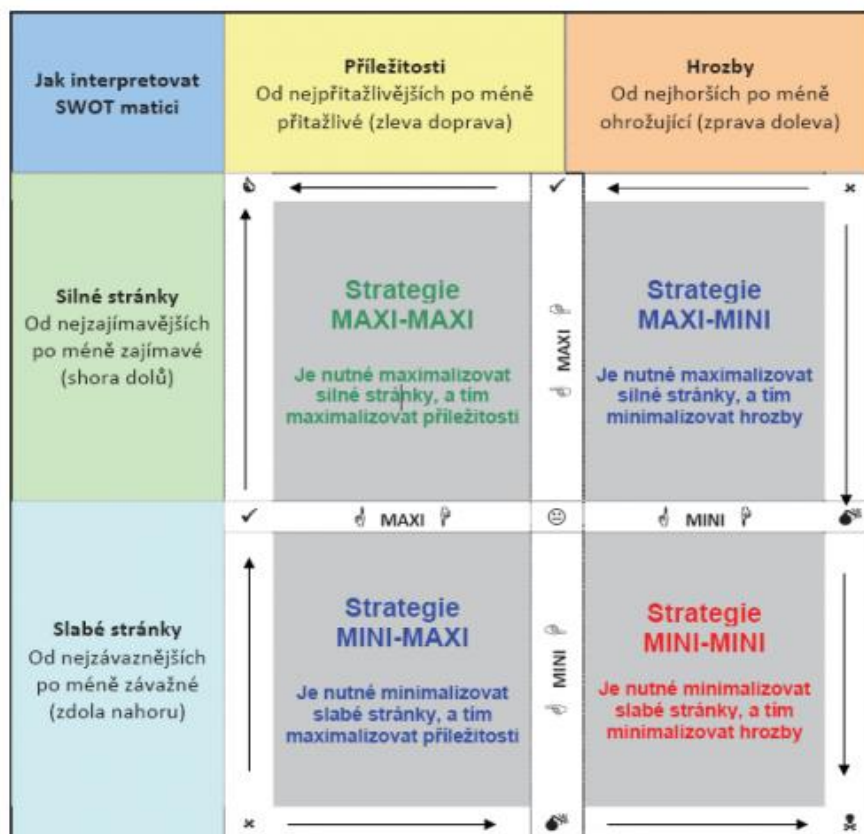 Jak interpretovat
SWOT matici
Příležitosti
Od nejpřitažlivějších po méně
přitažlivé (zleva doprava)
Hrozby
Od nejhorších po méně
ohrožující (zprava doleva)
Silné stránky
Od nejzajímavějších
po méně zajímavé
(shora dolů)
Strategie
MAXI-MAXI
Je nutné maximalizovat
silné stránky, a tím
maximalizovat příležitosti
MAXI
Strategie
MAXI-MINI
Je nutné maximalizovat
silné stránky, a tím
minimalizovat hrozby
MAXI
MINI
Slabé stránky
Od nejzávaznějších
po méně závažné
(zdola nahoru)
Strategie
MINI-MAXI
Je nutné minimalizovat
slabé stránky, a tím
maximalizovat příležitosti
MINI
Strategie
MINI-MINI
Je nutné minimalizovat
slabé stránky, a tím
minimalizovat hrozby